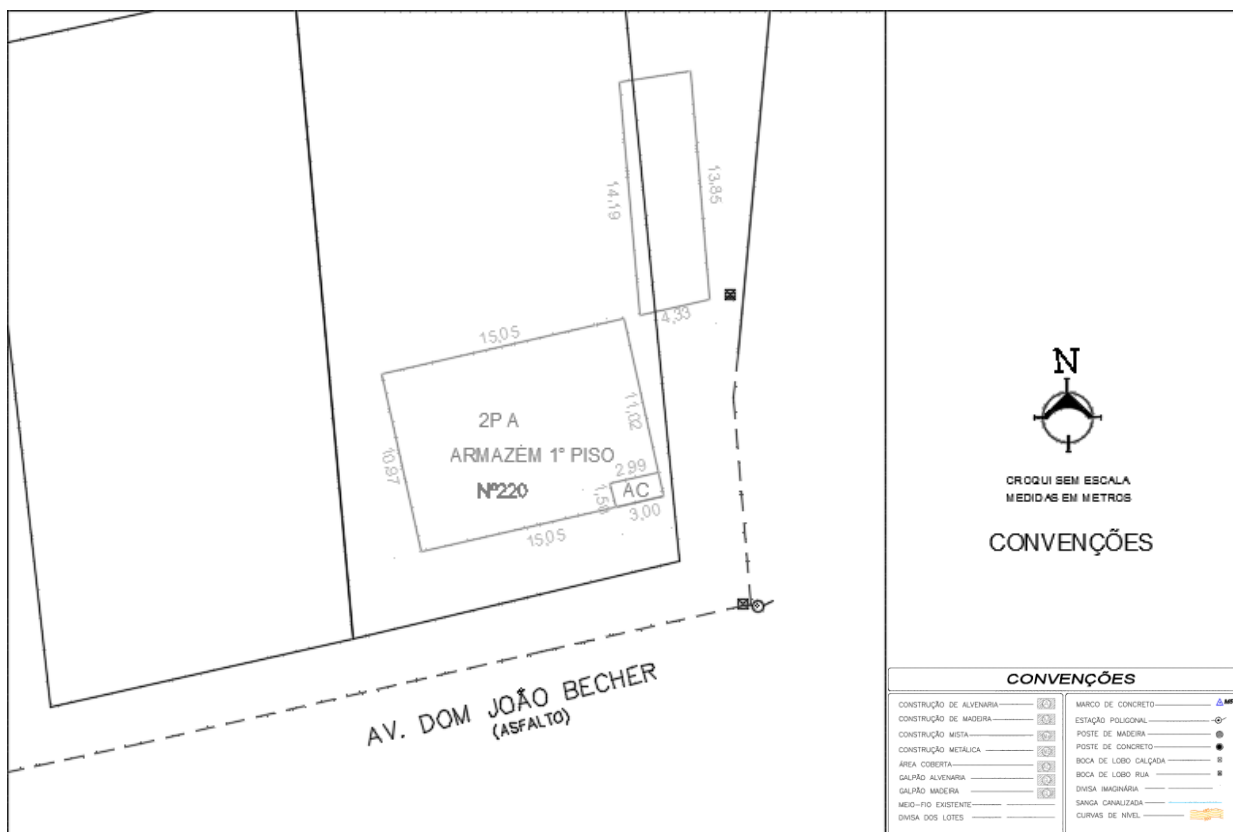 14,19
13,85
4,33
15,05
11,02
10,97
2P A
ARMAZÉM 1º PISO
Nº220
2,99
AC
3,00
15,05
AV. DOM JOÃO BECHER
(ASFALTO)
N
CROQUI SEM ESCALA
MEDIDAS EM METROS
CONVENÇÕES
CONVENÇÕES
CONSTRUÇÃO DE ALVENARIA
CONSTRUÇÃO DE MADEIRA
CONSTRUÇÃO MISTA
CONSTRUÇÃO METÁLICA
ÁREA COBERTA
GALPÃO ALVENARIA
GALPÃO MADEIRA
MEIO-FIO EXISTENTE
DIVISA DOS LOTES
MARCO DE CONCRETO
ESTAÇÃO POLIGONAL
POSTE DE MADEIRA
POSTE DE CONCRETO
BOCA DE LOBO CALÇADA
BOCA DE LOBO RUA
DIVISA IMAGINÁRIA
SANGA CANALIZADA
CURVAS DE NÍVEL